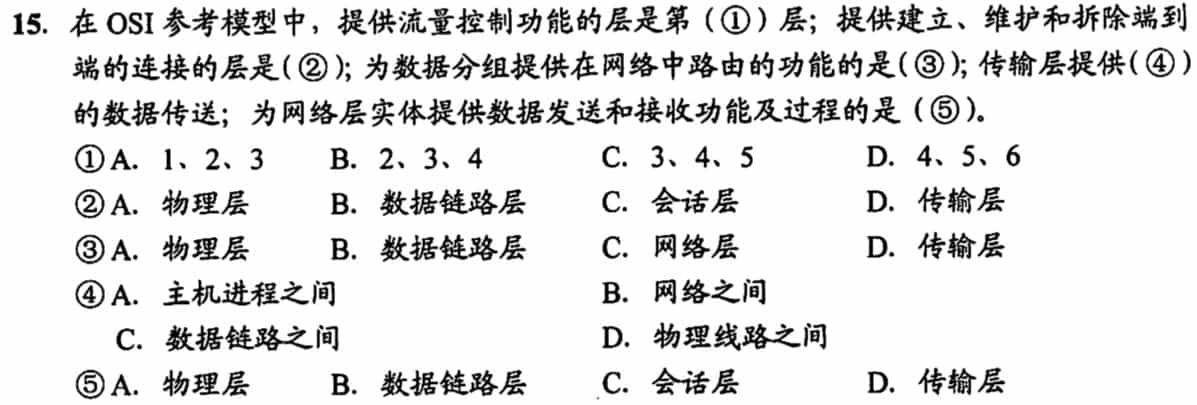 15. 在 OSI 参考模型中，提供流量控制功能的层是第（①）层；提供建立、维护和拆除端到
端的连接的层是（②）；为数据分组提供在网络中路由的功能的是（③）；传输层提供（④）
的数据传送；为网络层实体提供数据发送和接收功能及过程的是（⑤）。
①A. 1、2、3 B. 2、3、4 C. 3、4、5 D. 4、5、6
②A. 物理层 B. 数据链路层 C. 会话层 D. 传输层
③A. 物理层 B. 数据链路层 C. 网络层 D. 传输层
④A. 主机进程之间 B. 网络之间
C. 数据链路之间 D. 物理线路之间
⑤A. 物理层 B. 数据链路层 C. 会话层 D. 传输层